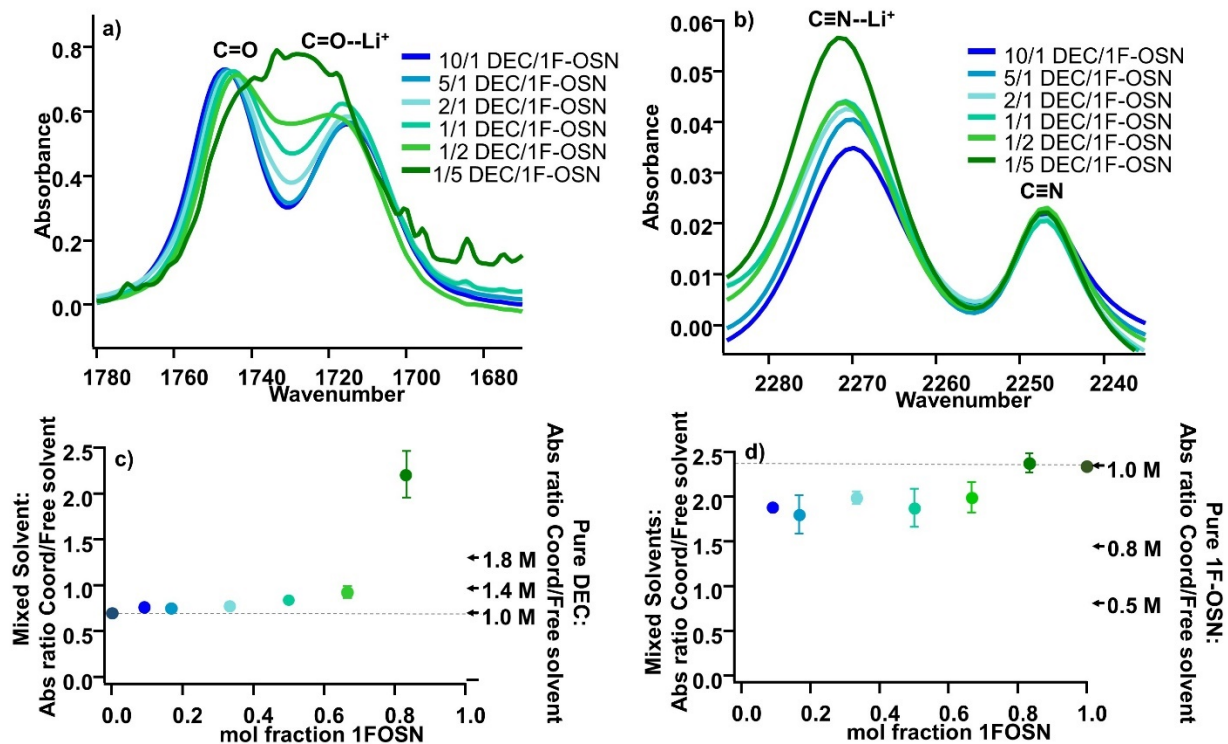 a)
C=O
C=O--Li⁺
10/1 DEC/1F-OSN
5/1 DEC/1F-OSN
2/1 DEC/1F-OSN
1/1 DEC/1F-OSN
1/2 DEC/1F-OSN
1/5 DEC/1F-OSN
Absorbance
0.8
0.6
0.4
0.2
0.0
1780 1760 1740 1720 1700 1680
Wavenumber
b)
C≡N--Li⁺
10/1 DEC/1F-OSN
5/1 DEC/1F-OSN
2/1 DEC/1F-OSN
1/1 DEC/1F-OSN
1/2 DEC/1F-OSN
1/5 DEC/1F-OSN
C≡N
Absorbance
0.06
0.05
0.04
0.03
0.02
0.01
0.00
2280 2270 2260 2250 2240
Wavenumber
c)
Mixed Solvent:
Abs ratio Coord/Free solvent
2.5
2.0
1.5
1.0
0.5
0.0
0.0 0.2 0.4 0.6 0.8 1.0
mol fraction 1FOSN
1.8 M
1.4 M
1.0 M
Pure DEC:
Abs ratio Coord/Free solvent
d)
Mixed Solvents:
Abs ratio Coord/Free solvent
2.5
2.0
1.5
1.0
0.5
0.0
0.0 0.2 0.4 0.6 0.8 1.0
mol fraction 1FOSN
1.0 M
0.8 M
0.5 M
Pure 1F-OSN:
Abs ratio Coord/Free solvent